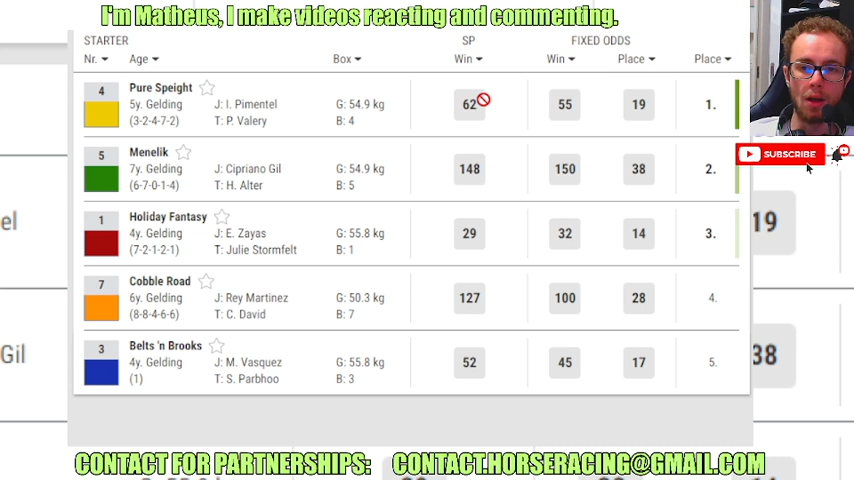 I'm Matheus, I make videos reacting and commenting.
STARTER SP FIXED ODDS
Nr. Age Box Win Win Place Place
4 Pure Speight
5y. Gelding J: I. Pimentel G: 54.9 kg 62 55 19 1.
(3-2-4-7-2) T: P. Valery B: 4
5 Menelik
7y. Gelding J: Cipriano Gil G: 54.9 kg 148 150 38 2.
(6-7-0-1-4) T: H. Alter B: 5
1 Holiday Fantasy
4y. Gelding J: E. Zayas G: 55.8 kg 29 32 14 3.
(7-2-1-2-1) T: Julie Stormfelt B: 1
7 Cobble Road
6y. Gelding J: Rey Martinez G: 50.3 kg 127 100 28 4.
(8-8-4-6-6) T: C. David B: 7
3 Belts 'n Brooks
4y. Gelding J: M. Vasquez G: 55.8 kg 52 45 17 5.
(1) T: S. Parbhoo B: 3
SUBSCRIBE
el
19
Gil
38
CONTACT FOR PARTNERSHIPS: CONTACT.HORSERACING@GMAIL.COM